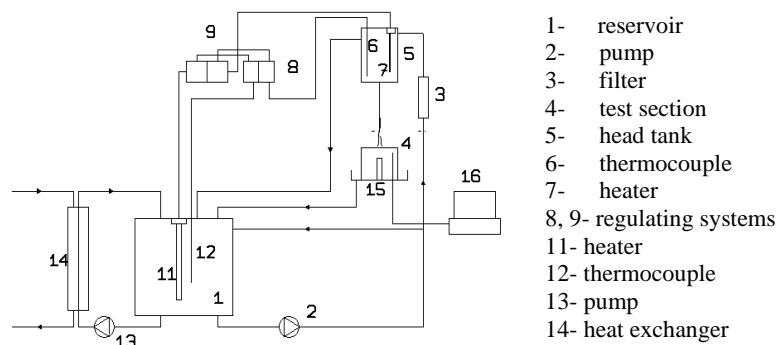 9
8
6
5
7
3
4
15
16
14
11
12
1
13
2
1- reservoir
2- pump
3- filter
4- test section
5- head tank
6- thermocouple
7- heater
8, 9- regulating systems
11- heater
12- thermocouple
13- pump
14- heat exchanger